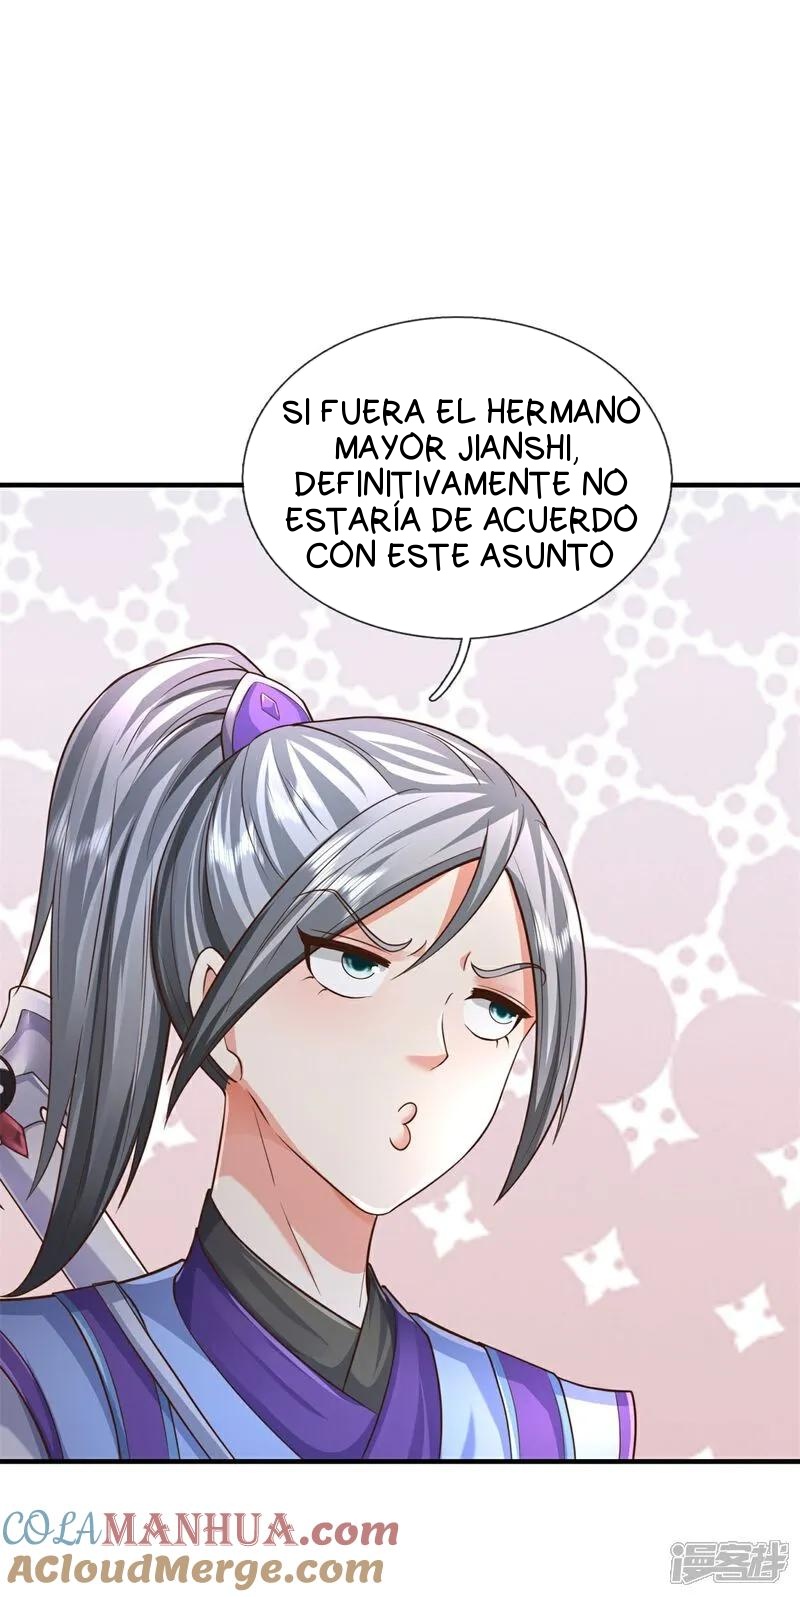 SI FUERA EL HERMANO
MAYOR JIANSHI,
DEFINITIVAMENTE NO
ESTARÍA DE ACUERDO
CON ESTE ASUNTO
COLAMANHUA.com
AcloudMerge.com
漫客栈